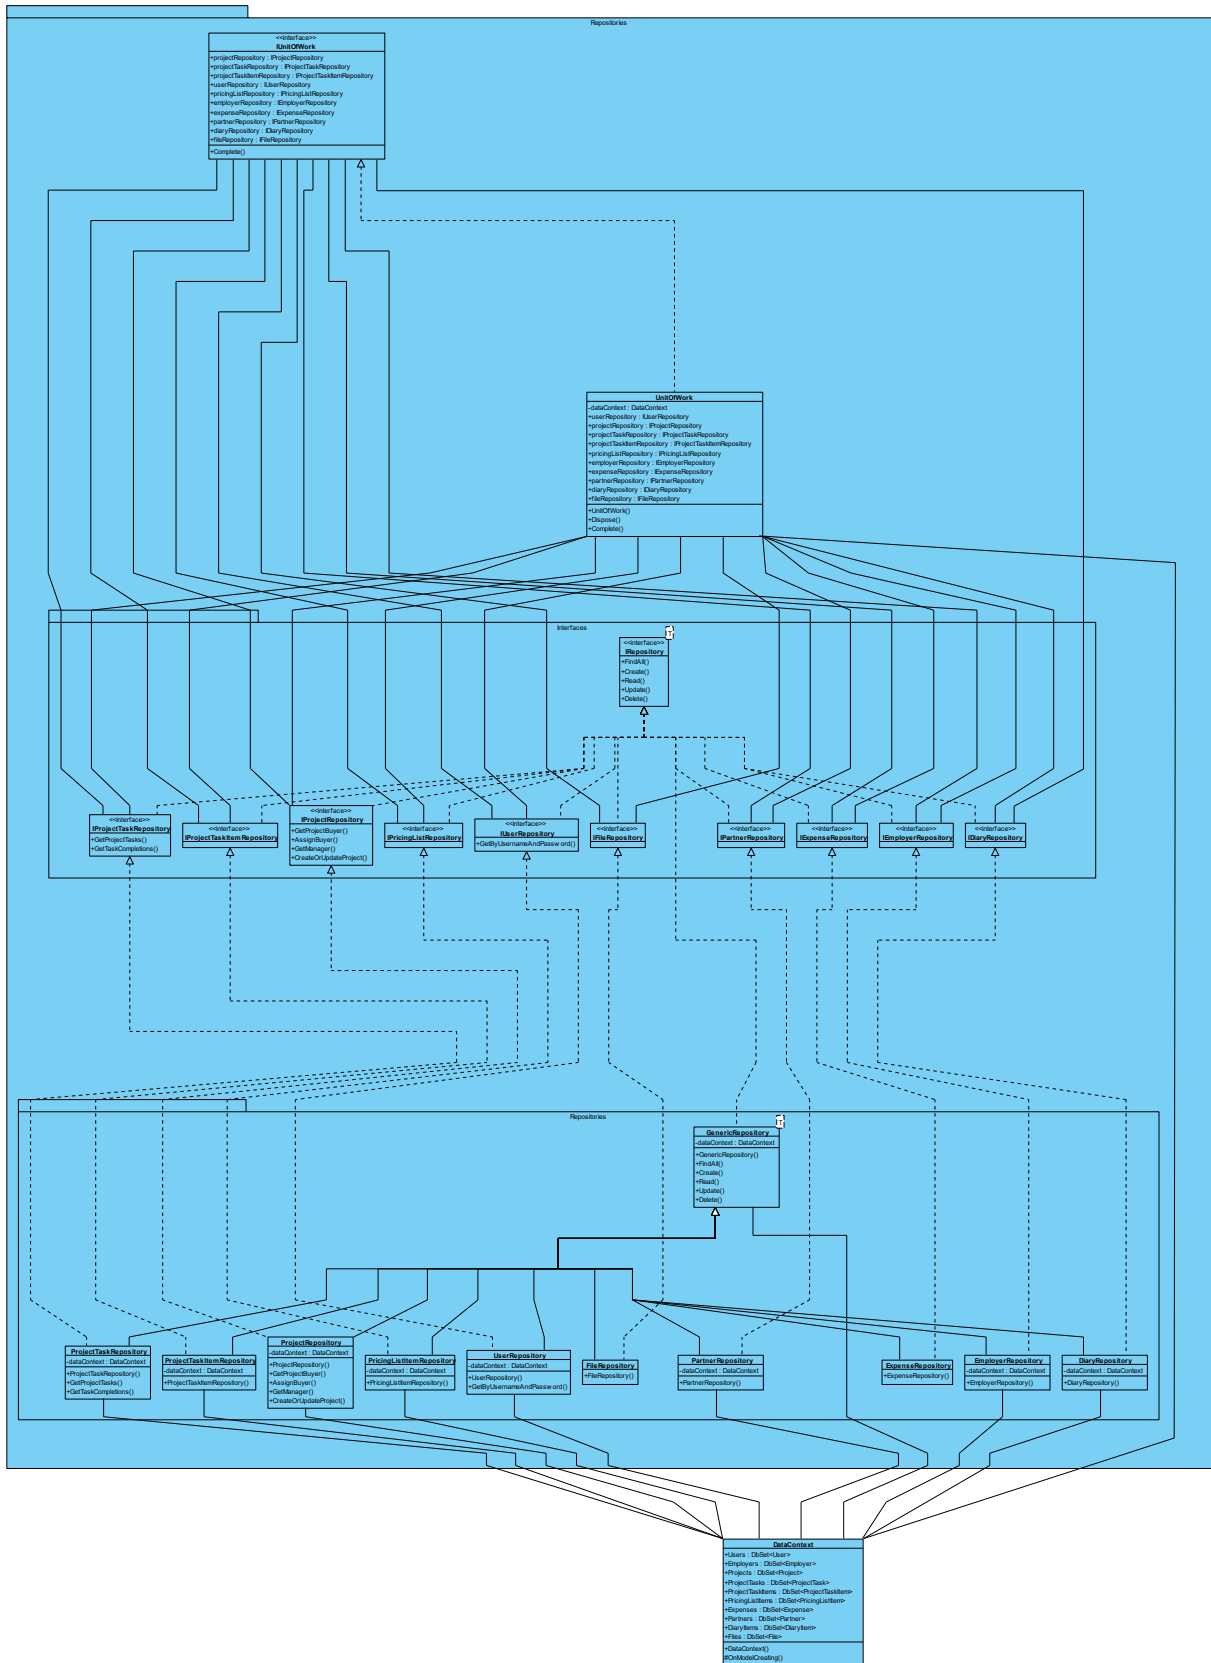 Repositories
<<interface>>
IUnitOfWork
+projectRepository : IProjectRepository
+projectTaskRepository : IProjectTaskRepository
+projectTaskItemRepository : IProjectTaskItemRepository
+userRepository : IUserRepository
+pricingListRepository : IPricingListRepository
+employerRepository : IEmployerRepository
+expenseRepository : IExpenseRepository
+partnerRepository : IPartnerRepository
+diaryRepository : IDiaryRepository
+fileRepository : IFileRepository
+Complete()
UnitOfWork
-dataContext : DataContext
+userRepository : IUserRepository
+projectRepository : IProjectRepository
+projectTaskRepository : IProjectTaskRepository
+projectTaskItemRepository : IProjectTaskItemRepository
+pricingListRepository : IPricingListRepository
+employerRepository : IEmployerRepository
+expenseRepository : IExpenseRepository
+partnerRepository : IPartnerRepository
+diaryRepository : IDiaryRepository
+fileRepository : IFileRepository
+UnitOfWork()
+Dispose()
+Complete()
Interfaces
T
<<interface>>
IRepository
+FindAll()
+Create()
+Read()
+Update()
+Delete()
<<interface>>
IProjectTaskRepository
+GetProjectTasks()
+GetTaskCompletions()
<<interface>>
IProjectTaskItemRepository
<<interface>>
IProjectRepository
+GetProjectBuyer()
+AssignBuyer()
+GetManager()
+CreateOrUpdateProject()
<<interface>>
IPricingListRepository
<<interface>>
IUserRepository
+GetByUsernameAndPassword()
<<interface>>
IFileRepository
<<interface>>
IPartnerRepository
<<interface>>
IExpenseRepository
<<interface>>
IEmployerRepository
<<interface>>
IDiaryRepository
Repositories
T
GenericRepository
-dataContext : DataContext
+GenericRepository()
+FindAll()
+Create()
+Read()
+Update()
+Delete()
ProjectTaskRepository
-dataContext : DataContext
+ProjectTaskRepository()
+GetProjectTasks()
+GetTaskCompletions()
ProjectTaskItemRepository
-dataContext : DataContext
+ProjectTaskItemRepository()
ProjectRepository
-dataContext : DataContext
+ProjectRepository()
+GetProjectBuyer()
+AssignBuyer()
+GetManager()
+CreateOrUpdateProject()
PricingListItemRepository
-dataContext : DataContext
+PricingListItemRepository()
UserRepository
-dataContext : DataContext
+UserRepository()
+GetByUsernameAndPassword()
FileRepository
+FileRepository()
PartnerRepository
-dataContext : DataContext
+PartnerRepository()
ExpenseRepository
+ExpenseRepository()
EmployerRepository
-dataContext : DataContext
+EmployerRepository()
DiaryRepository
-dataContext : DataContext
+DiaryRepository()
DataContext
+Users : DbSet<User>
+Employers : DbSet<Employer>
+Projects : DbSet<Project>
+ProjectTasks : DbSet<ProjectTask>
+ProjectTaskItems : DbSet<ProjectTaskItem>
+PricingListItems : DbSet<PricingListItem>
+Expenses : DbSet<Expense>
+Partners : DbSet<Partner>
+DiaryItems : DbSet<DiaryItem>
+Files : DbSet<File>
+DataContext()
#OnModelCreating()